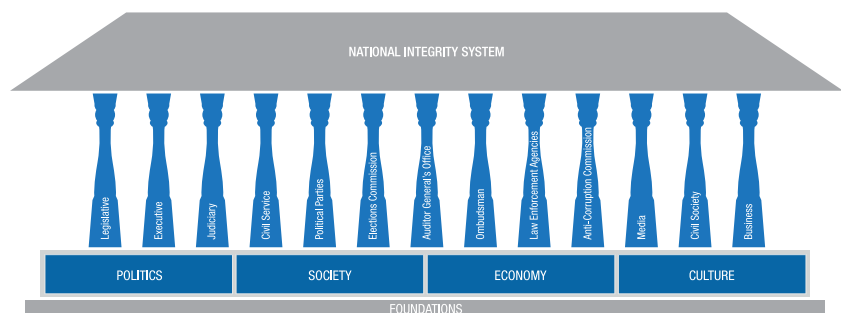 NATIONAL INTEGRITY SYSTEM
Legislative
Executive
Judiciary
Civil Service
Political Parties
Elections Commission
Auditor General's Office
Ombudsman
Law Enforcement Agencies
Anti-Corruption Commission
Media
Civil Society
Business
POLITICS
SOCIETY
ECONOMY
CULTURE
FOUNDATIONS